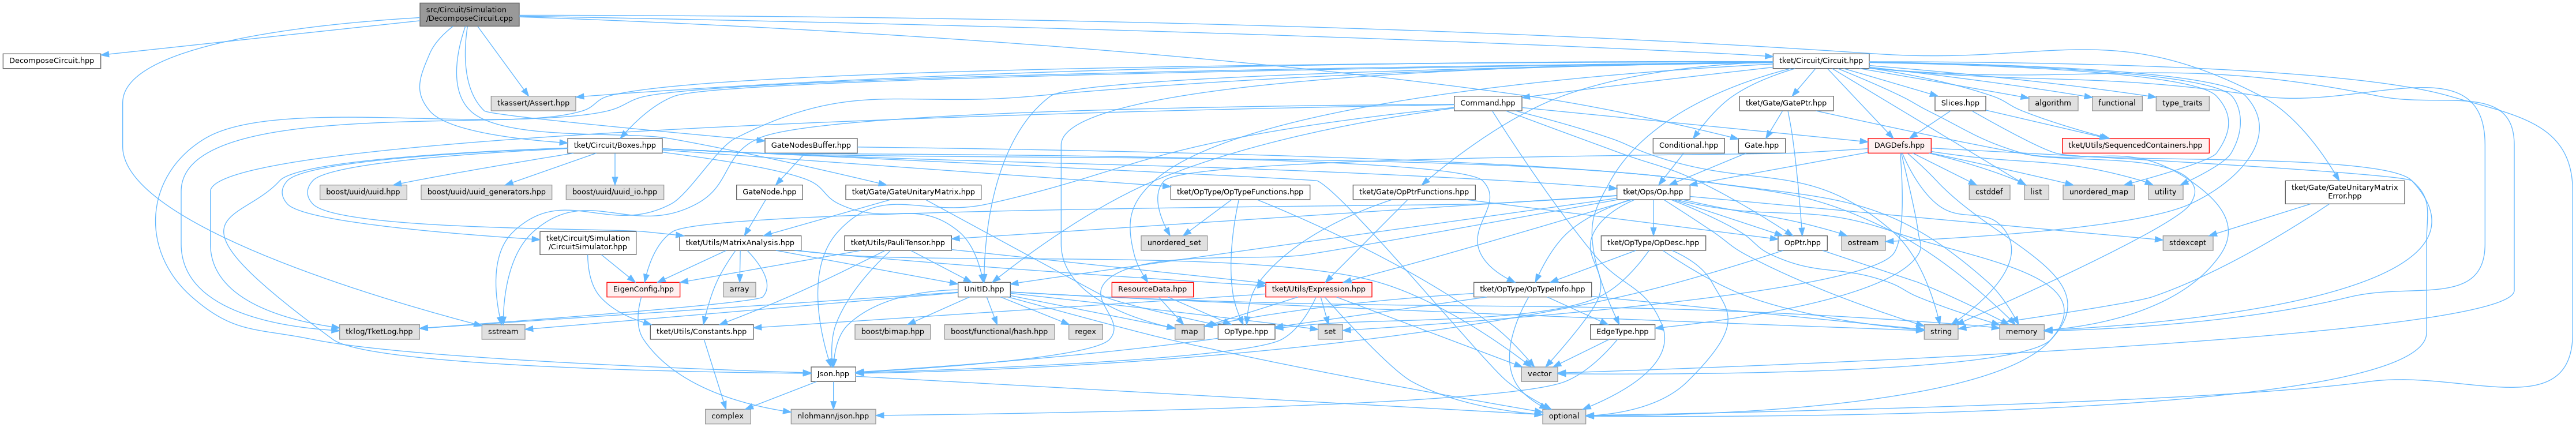 src/Circuit/Simulation
/DecomposeCircuit.cpp
DecomposeCircuit.hpp
tket/Circuit/Circuit.hpp
tkassert/Assert.hpp
Command.hpp
tket/Gate/GatePtr.hpp
Slices.hpp
algorithm
functional
type_traits
tket/Circuit/Boxes.hpp
GateNodesBuffer.hpp
Conditional.hpp
Gate.hpp
DAGDefs.hpp
tket/Utils/SequencedContainers.hpp
boost/uuid/uuid.hpp
boost/uuid/uuid_generators.hpp
boost/uuid/uuid_io.hpp
GateNode.hpp
tket/Gate/GateUnitaryMatrix.hpp
tket/OpType/OpTypeFunctions.hpp
tket/Gate/OpPtrFunctions.hpp
tket/Ops/Op.hpp
cstddef
list
unordered_map
utility
tket/Gate/GateUnitaryMatrix
Error.hpp
tket/Circuit/Simulation
/CircuitSimulator.hpp
tket/Utils/MatrixAnalysis.hpp
tket/Utils/PauliTensor.hpp
unordered_set
tket/OpType/OpDesc.hpp
OpPtr.hpp
ostream
stdexcept
EigenConfig.hpp
array
UnitID.hpp
ResourceData.hpp
tket/Utils/Expression.hpp
tket/OpType/OpTypeInfo.hpp
tklog/TketLog.hpp
sstream
tket/Utils/Constants.hpp
boost/bimap.hpp
boost/functional/hash.hpp
regex
map
OpType.hpp
set
EdgeType.hpp
string
memory
Json.hpp
vector
complex
nlohmann/json.hpp
optional